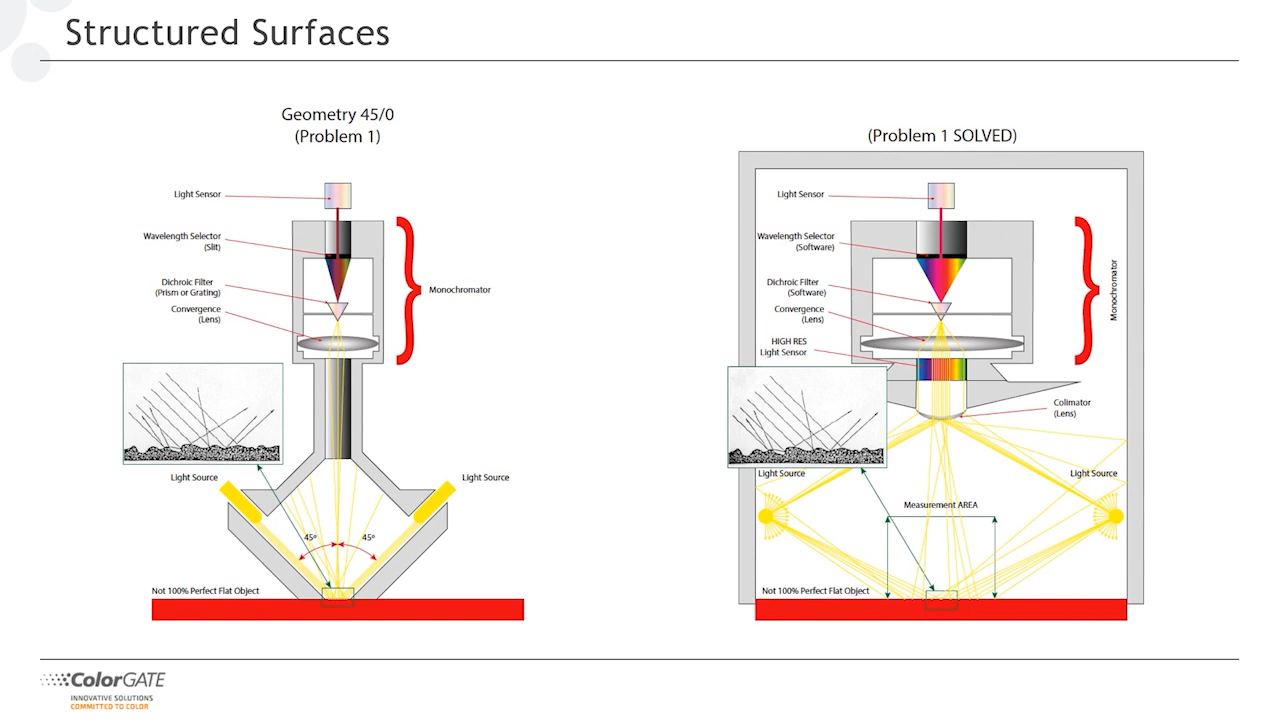 Structured Surfaces
Geometry 45/0
(Problem 1)
Light Sensor
Wavelength Selector
(Slit)
Dichroic Filter
(Prism or Grating)
Convergence
(Lens)
Monochromator
Light Source
Light Source
45º
45º
Not 100% Perfect Flat Object
(Problem 1 SOLVED)
Light Sensor
Wavelength Selector
(Software)
Dichroic Filter
(Software)
Convergence
(Lens)
HIGH RES
Light Sensor
Monochromator
Colimator
(Lens)
Light Source
Light Source
Measurement AREA
Not 100% Perfect Flat Object
ColorGATE
INNOVATIVE SOLUTIONS
COMMITTED TO COLOR